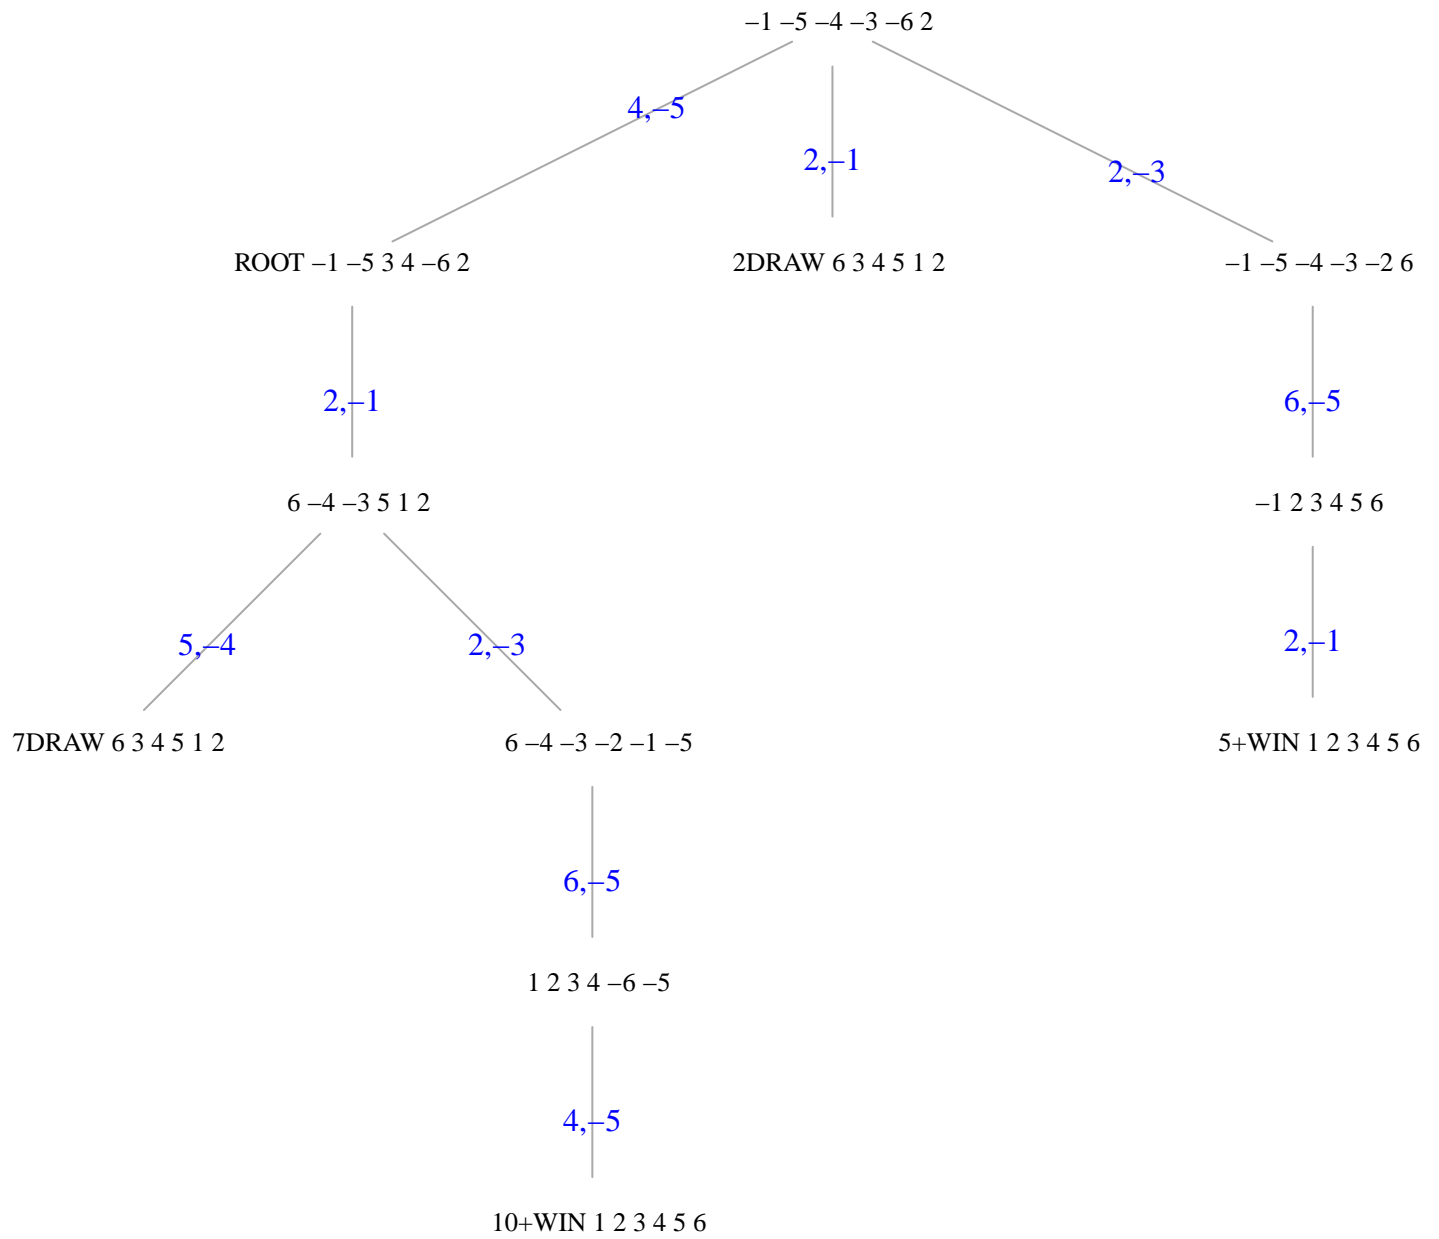 –1 –5 –4 –3 –6 2
4,–5
2,–1
2,–3
ROOT –1 –5 3 4 –6 2
2DRAW 6 3 4 5 1 2
–1 –5 –4 –3 –2 6
2,–1
6,–5
6 –4 –3 5 1 2
–1 2 3 4 5 6
5,–4
2,–3
2,–1
7DRAW 6 3 4 5 1 2
6 –4 –3 –2 –1 –5
5+WIN 1 2 3 4 5 6
6,–5
1 2 3 4 –6 –5
4,–5
10+WIN 1 2 3 4 5 6